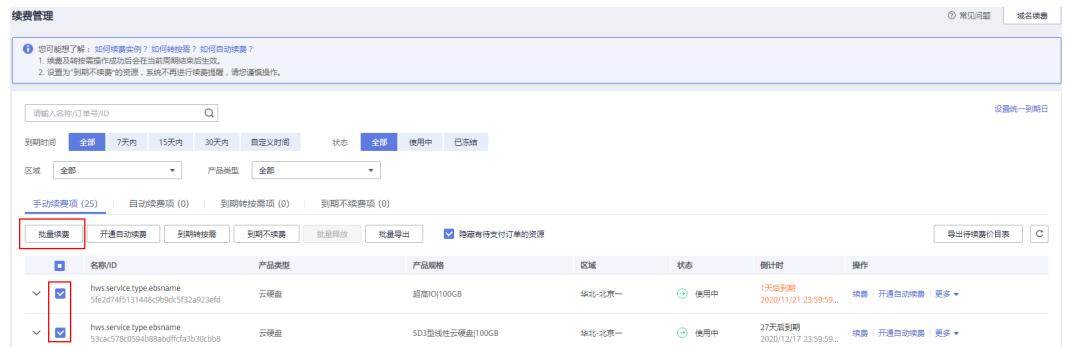 续费管理
常见问题 域名续费
您可能想了解：如何续费实例？如何转按需？如何自动续费？
1. 续费及转按需操作成功后会在当前周期结束后生效。
2. 设置为“到期不续费”的资源，系统不再进行续费提醒，请您谨慎操作。
请输入名称/订单号/ID
设置统一到期日
到期时间 全部 7天内 15天内 30天内 自定义时间 状态 全部 使用中 已冻结
区域 全部 产品类型 全部
手动续费项 (25) 自动续费项 (0) 到期转按需项 (0) 到期不续费项 (0)
批量续费 开通自动续费 到期转按需 到期不续费 批量释放 批量导出 隐藏有待支付订单的资源 导出待续费价目表
名称/ID 产品类型 产品规格 区域 状态 倒计时 操作
hws.service.type.ebsname
5fe2d74f5131448c9b9dc5f32a923efd
云硬盘 超高IO|100GB 华北-北京一 使用中
1天后到期
2020/11/21 23:59:59...
续费 开通自动续费 更多
hws.service.type.ebsname
53cac578c0594b88abdffcfa3b30cbb8
云硬盘 SD3型线性云硬盘|100GB 华北-北京一 使用中
27天后到期
2020/12/17 23:59:59...
续费 开通自动续费 更多